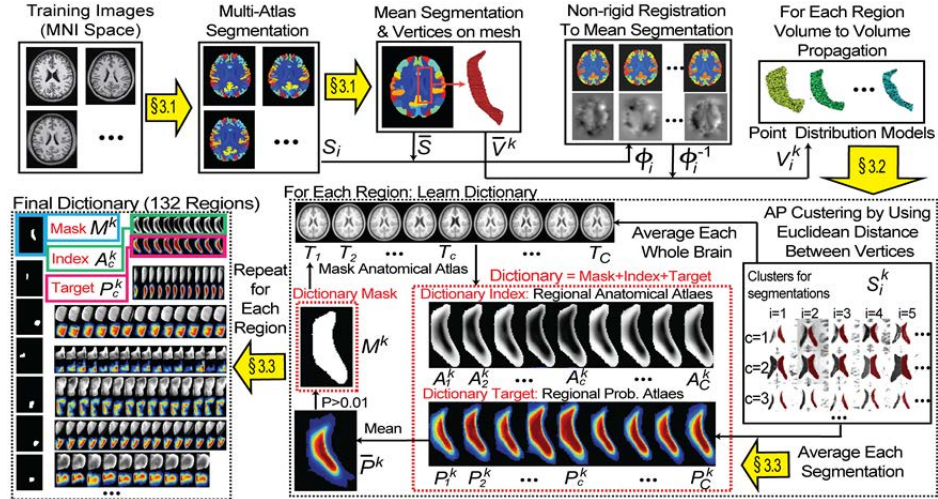 Training Images
(MNI Space)
Multi-Atlas
Segmentation
Mean Segmentation
& Vertices on mesh
Non-rigid Registration
To Mean Segmentation
For Each Region
Volume to Volume
Propagation
§ 3.1
§ 3.1
...
...
...
...
...
Point Distribution Models
S_i
S̅
V̅^k
ϕ_i
ϕ_i^-1
V_i^k
§ 3.2
Final Dictionary (132 Regions)
Mask M^k
Index A_c^k
Target P_c^k
...
Repeat
for
Each
Region
§ 3.3
For Each Region: Learn Dictionary
T_1 T_2 ... T_c ... T_C
Mask Anatomical Atlas
Average Each
Whole Brain
Dictionary = Mask+Index+Target
Dictionary Mask
M^k
P>0.01
Mean
P̅^k
Dictionary Index: Regional Anatomical Atlaes
A_1^k A_2^k ... A_c^k ... A_C^k
Dictionary Target: Regional Prob. Atlaes
P_1^k P_2^k ... P_c^k ... P_C^k
AP Custering by Using
Euclidean Distance
Between Vertices
Clusters for
segmentations
S_i^k
i=1 i=2 i=3 i=4 i=5
c=1 ...
c=2 ...
c=3 ...
...
§ 3.3
Average Each
Segmentation